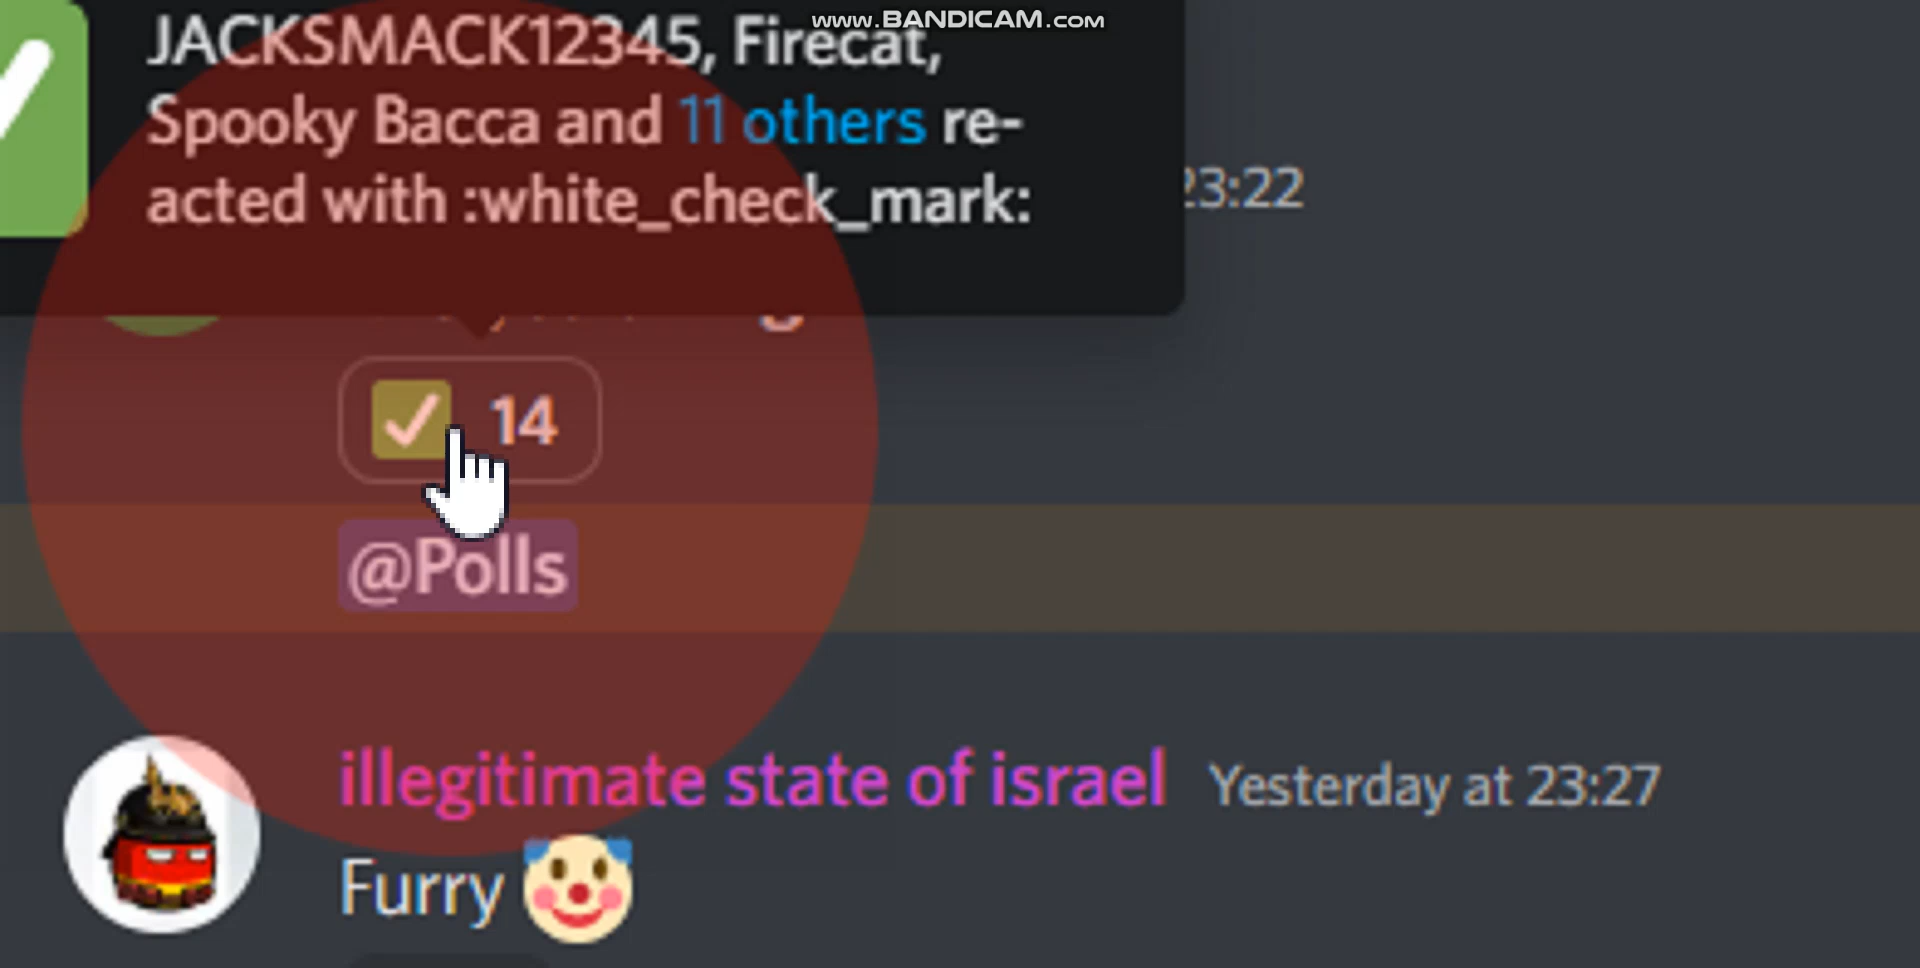 www.BANDICAM.com
JACKSMACK12345, Firecat,
Spooky Bacca and 11 others re-
acted with :white_check_mark:
23:22
14
@Polls
illegitimate state of israel Yesterday at 23:27
Furry 🤡